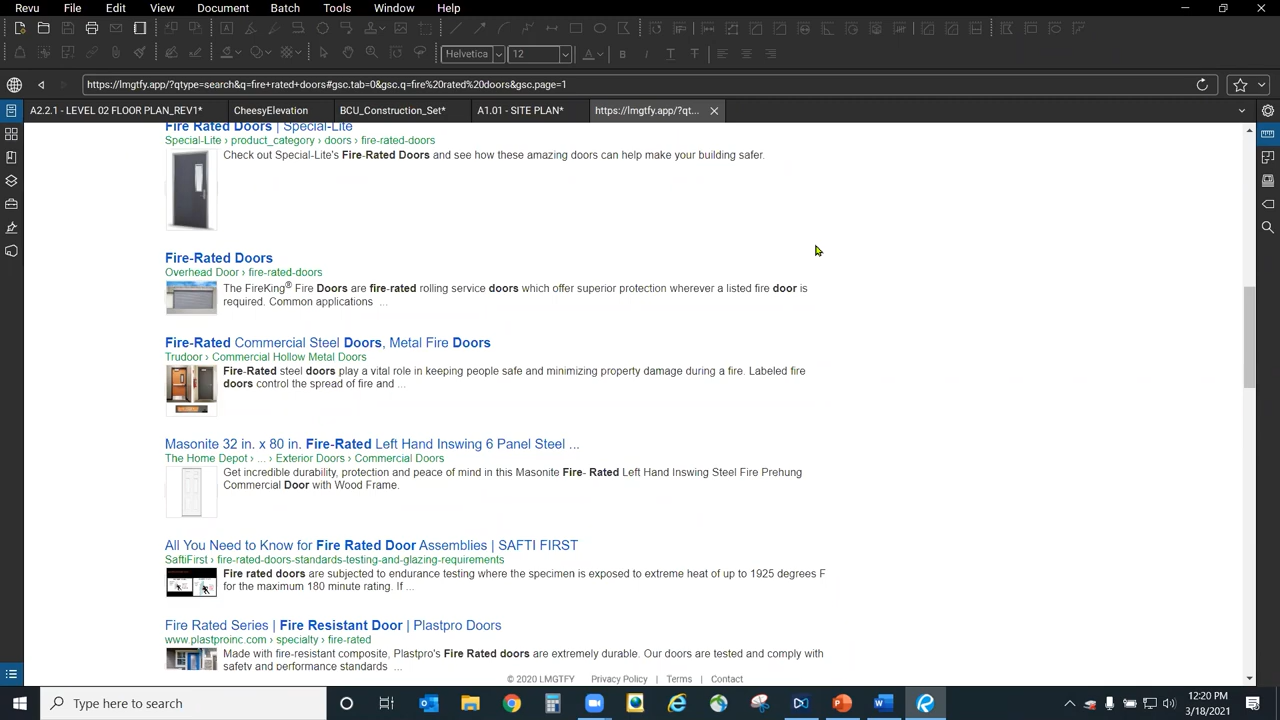 Revu File Edit View Document Batch Tools Window Help
Helvetica 12
https://lmgtfy.app/?qtype=search&q=fire+rated+doors#gsc.tab=0&gsc.q=fire%20rated%20doors&gsc.page=1
A2.2.1 - LEVEL 02 FLOOR PLAN_REV1* CheesyElevation BCU_Construction_Set* A1.01 - SITE PLAN* https://lmgtfy.app/?qt...
Fire Rated Doors | Special-Lite
Special-Lite › product_category › doors › fire-rated-doors
Check out Special-Lite's Fire-Rated Doors and see how these amazing doors can help make your building safer.
Fire-Rated Doors
Overhead Door › fire-rated-doors
The FireKing® Fire Doors are fire-rated rolling service doors which offer superior protection wherever a listed fire door is
required. Common applications ...
Fire-Rated Commercial Steel Doors, Metal Fire Doors
Trudoor › Commercial Hollow Metal Doors
Fire-Rated steel doors play a vital role in keeping people safe and minimizing property damage during a fire. Labeled fire
doors control the spread of fire and ...
Masonite 32 in. x 80 in. Fire-Rated Left Hand Inswing 6 Panel Steel ...
The Home Depot › ... › Exterior Doors › Commercial Doors
Get incredible durability, protection and peace of mind in this Masonite Fire- Rated Left Hand Inswing Steel Fire Prehung
Commercial Door with Wood Frame.
All You Need to Know for Fire Rated Door Assemblies | SAFTI FIRST
SaftiFirst › fire-rated-doors-standards-testing-and-glazing-requirements
Fire rated doors are subjected to endurance testing where the specimen is exposed to extreme heat of up to 1925 degrees F
for the maximum 180 minute rating. If ...
Fire Rated Series | Fire Resistant Door | Plastpro Doors
www.plastproinc.com › specialty › fire-rated
Made with fire-resistant composite, Plastpro's Fire Rated doors are extremely durable. Our doors are tested and comply with
safety and performance standards ...
© 2020 LMGTFY | Privacy Policy | Terms | Contact
Type here to search
12:20 PM
3/18/2021